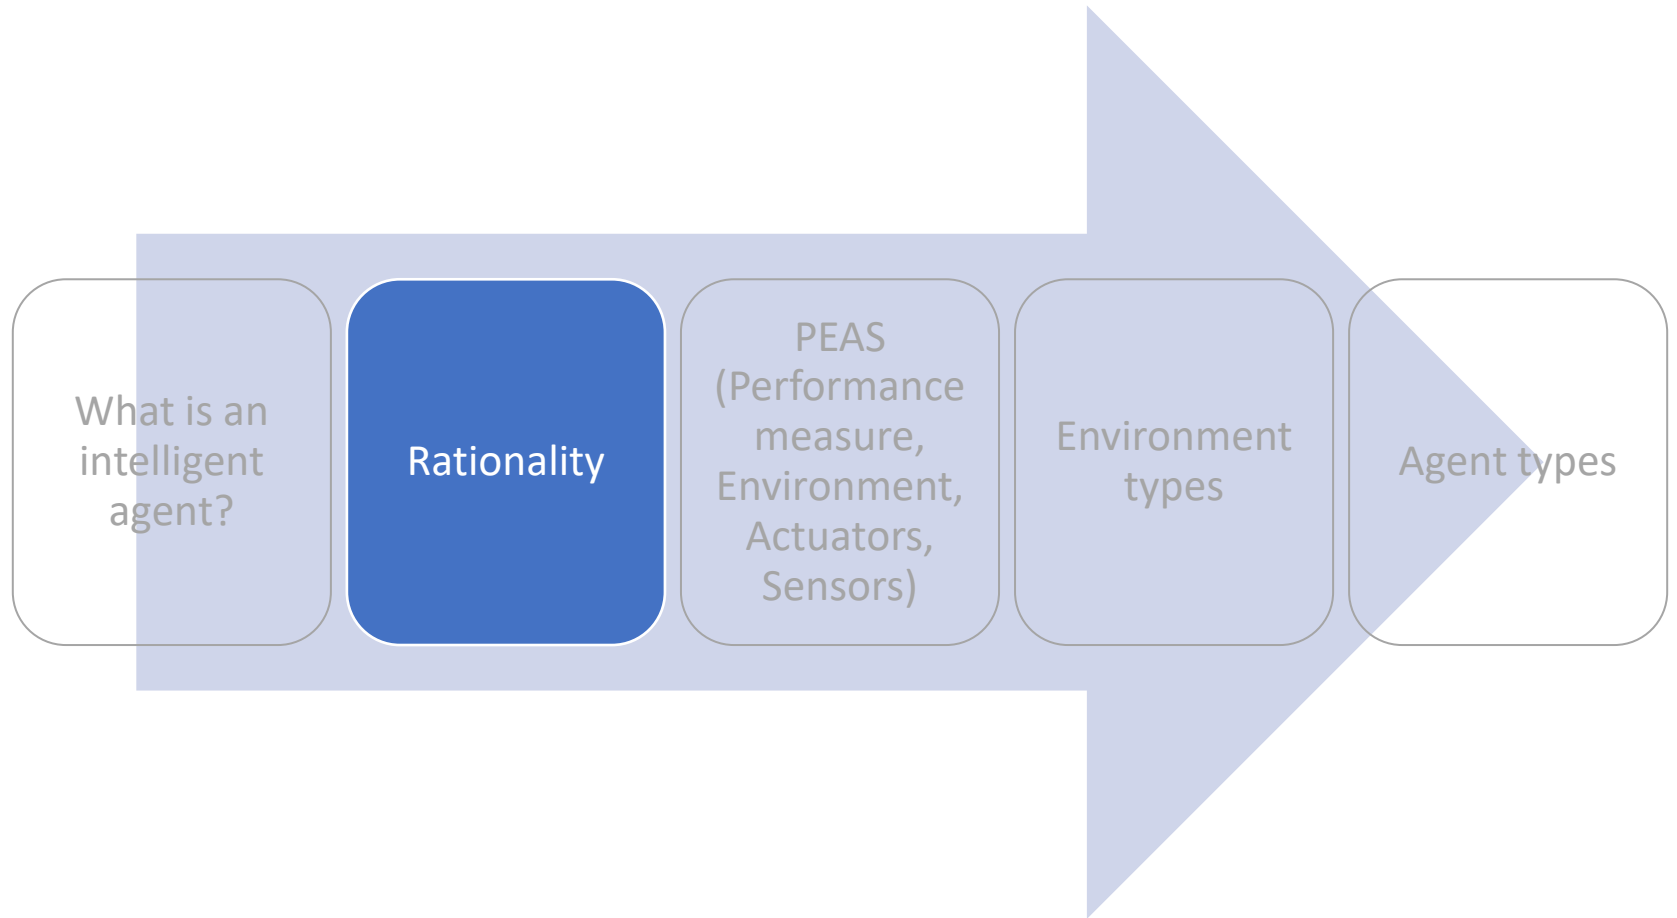 What is an
intelligent
agent?
Rationality
PEAS
(Performance
measure,
Environment,
Actuators,
Sensors)
Environment
types
Agent types